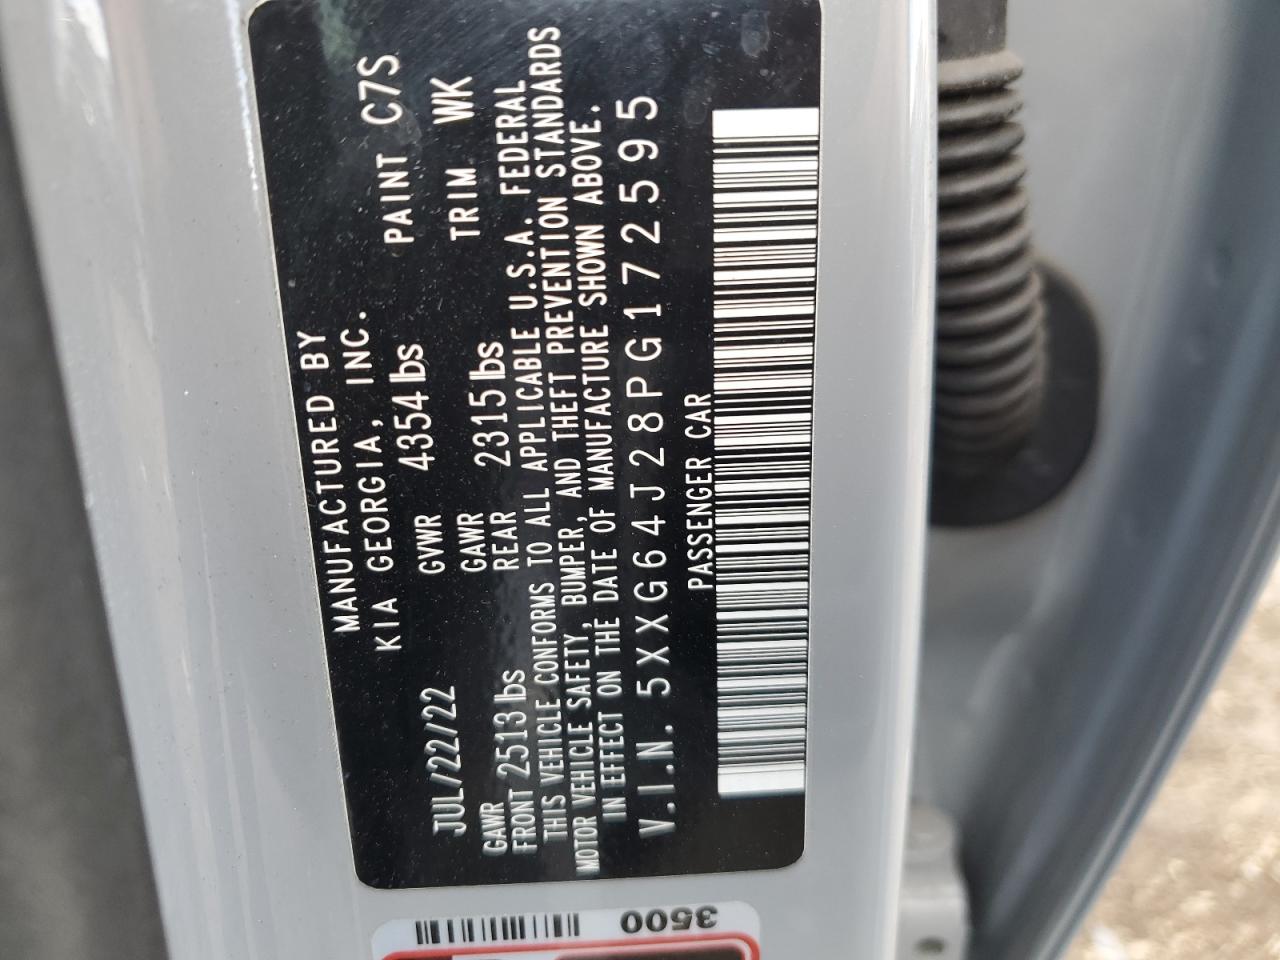 MANUFACTURED BY
KIA GEORGIA, INC.
JUL/22/22 GVWR 4354 lbs PAINT C7S
GAWR FRONT 2513 lbs GAWR REAR 2315 lbs TRIM WK
THIS VEHICLE CONFORMS TO ALL APPLICABLE U.S.A. FEDERAL
MOTOR VEHICLE SAFETY, BUMPER, AND THEFT PREVENTION STANDARDS
IN EFFECT ON THE DATE OF MANUFACTURE SHOWN ABOVE.
V.I.N. 5XXG64J28PG172595
PASSENGER CAR
3500